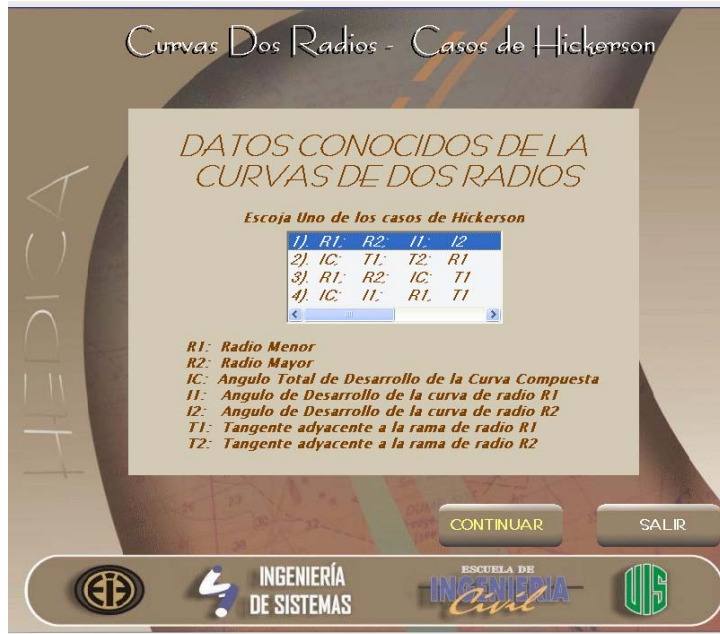 Curvas Dos Radios - Casos de Hickerson
HEDICA
DATOS CONOCIDOS DE LA
CURVAS DE DOS RADIOS
Escoja Uno de los casos de Hickerson
1). R1; R2; I1; I2
2). IC; T1; T2; R1
3). R1; R2; IC; T1
4). IC; I1; R1, T1
R1: Radio Menor
R2: Radio Mayor
IC: Angulo Total de Desarrollo de la Curva Compuesta
I1: Angulo de Desarrollo de la curva de radio R1
I2: Angulo de Desarrollo de la curva de radio R2
T1: Tangente adyacente a la rama de radio R1
T2: Tangente adyacente a la rama de radio R2
CONTINUAR
SALIR
INGENIERÍA
DE SISTEMAS
ESCUELA DE
INGENIERIA
Civil
UIS